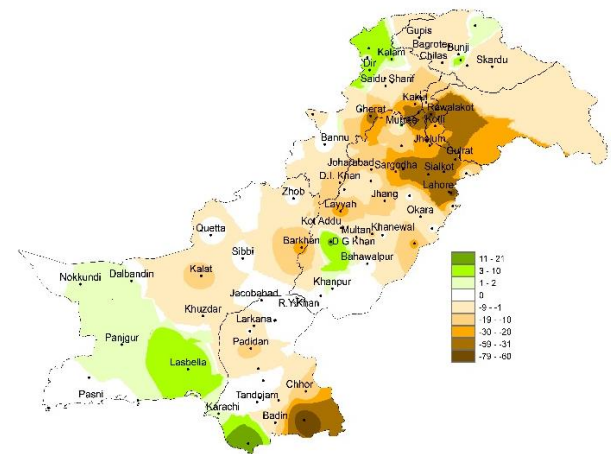 Gupis
Bagrote
Bunji
Chilas
Kalam
Dir
Skardu
Saidu Sharif
Kakul
Rawalakot
Gherat
Murree
Kotli
Bannu
Jhelum
Gujrat
Joharabad
Sargodha
Sialkot
D.I. Khan
Lahore
Zhob
Jhang
Layyah
Okara
Kot Addu
Quetta
Multan
Khanewal
Barkhan
D G Khan
Sibbi
Bahawalpur
Kalat
Nokkundi
Dalbandin
Khanpur
Jacobabad
R.Y.Khan
Khuzdar
Larkana
Panjgur
Padidan
Lasbella
Chhor
Pasni
Tandojam
Karachi
Badin
11 - 21
3 - 10
1 - 2
0
-9 - -1
-19 - -10
-30 - -20
-59 - -31
-79 - -60